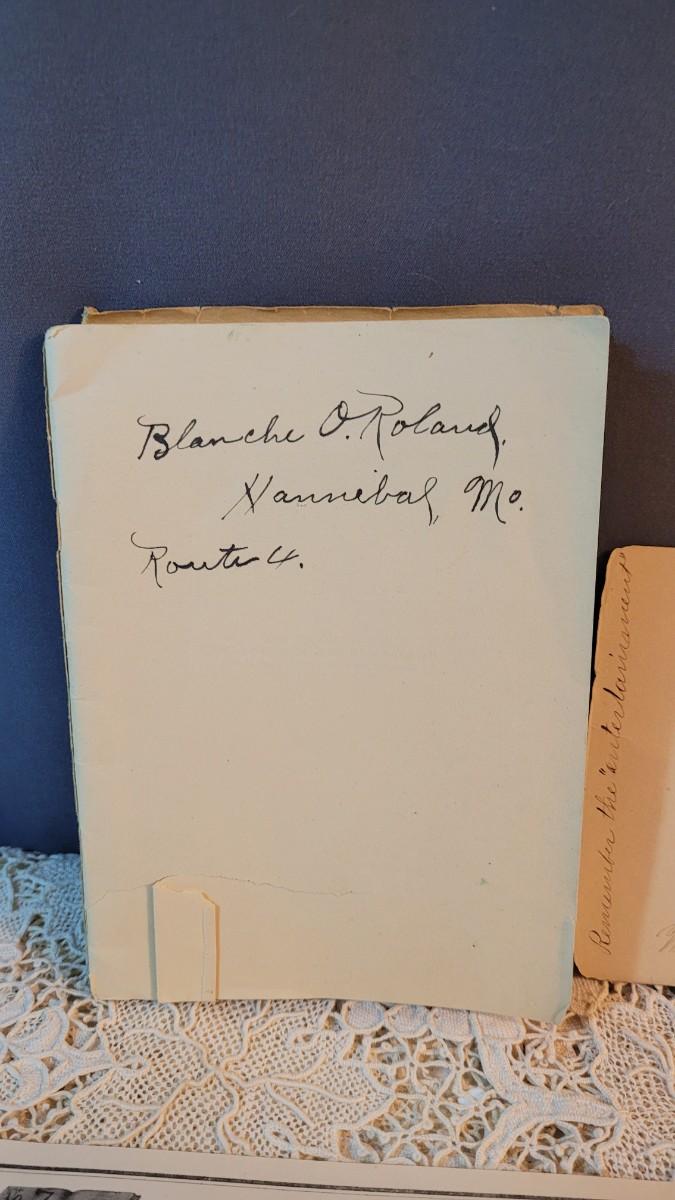 Blanche O. Roland,
Hannibal, Mo.
Route 4.
Remember the "entertainment"